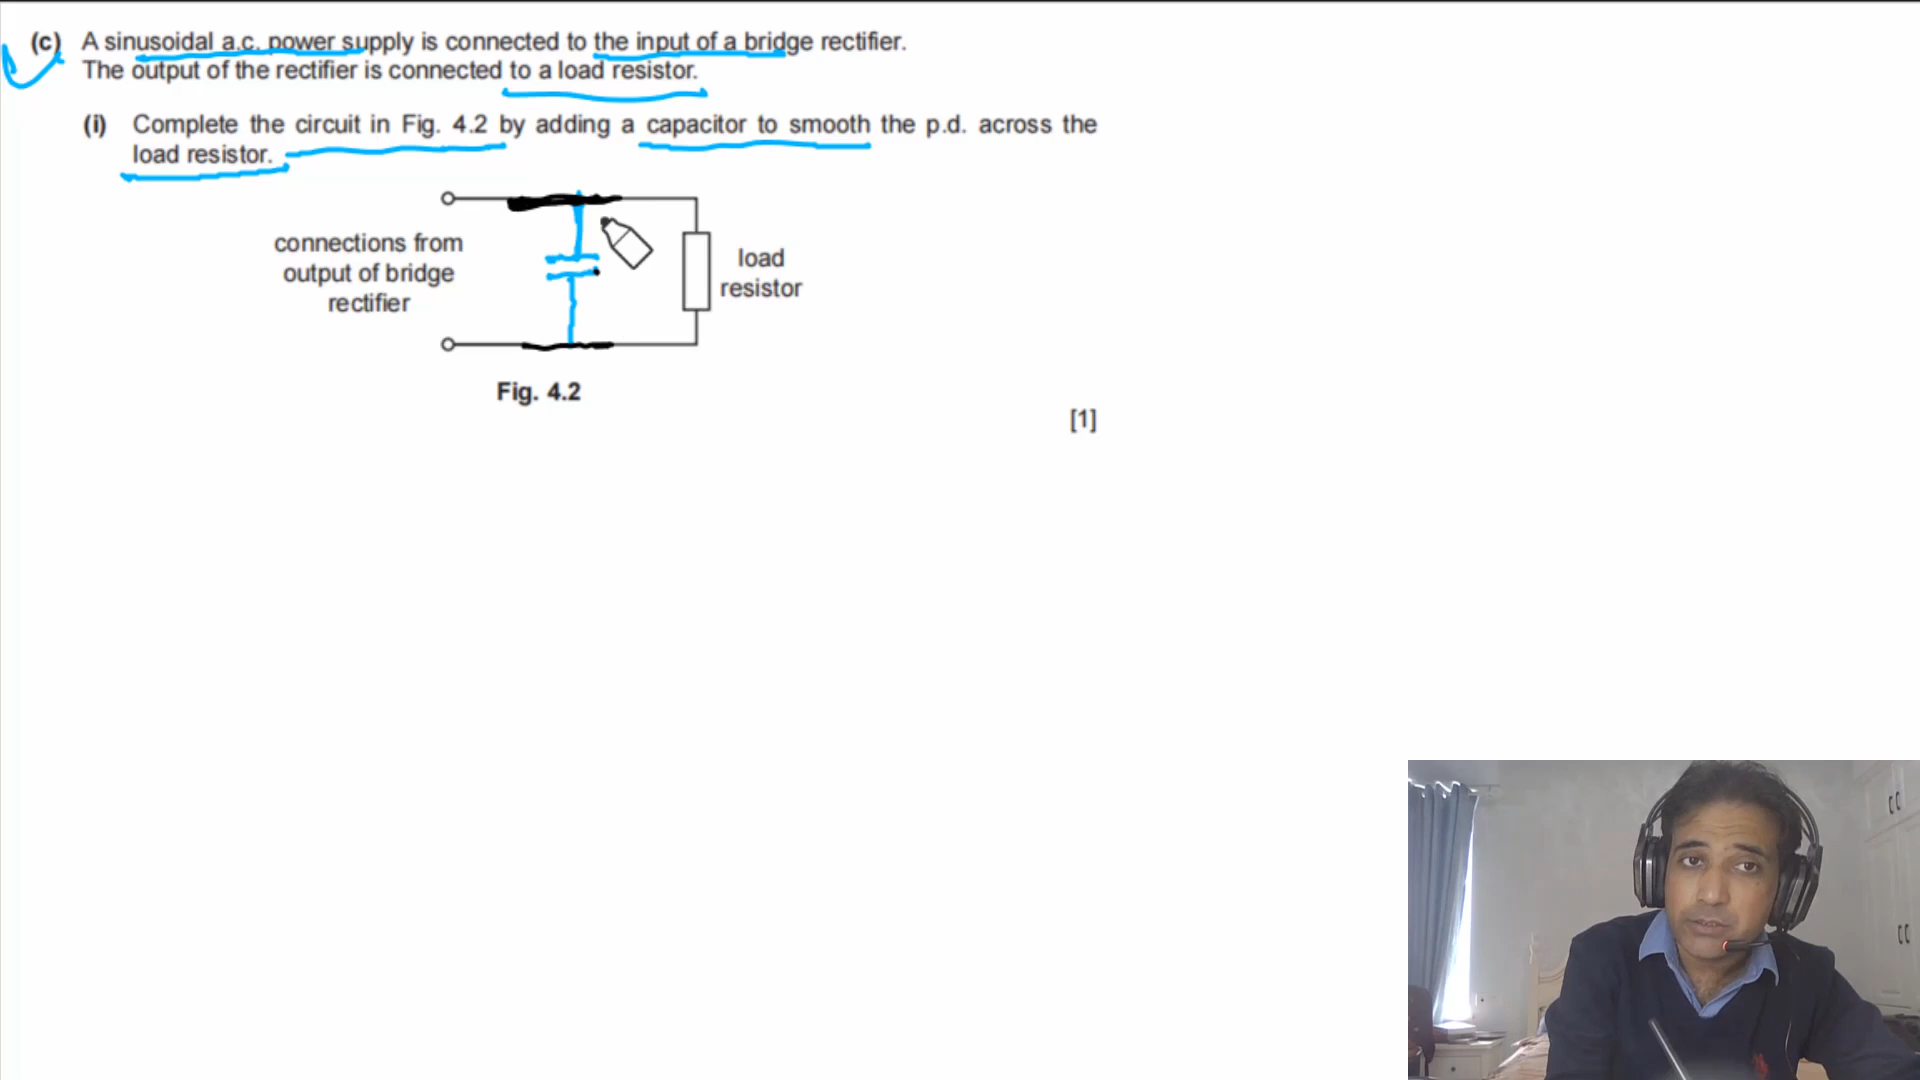 (c) A sinusoidal a.c. power supply is connected to the input of a bridge rectifier.
The output of the rectifier is connected to a load resistor.
(i) Complete the circuit in Fig. 4.2 by adding a capacitor to smooth the p.d. across the
load resistor.
connections from
output of bridge
rectifier
load
resistor
Fig. 4.2
[1]